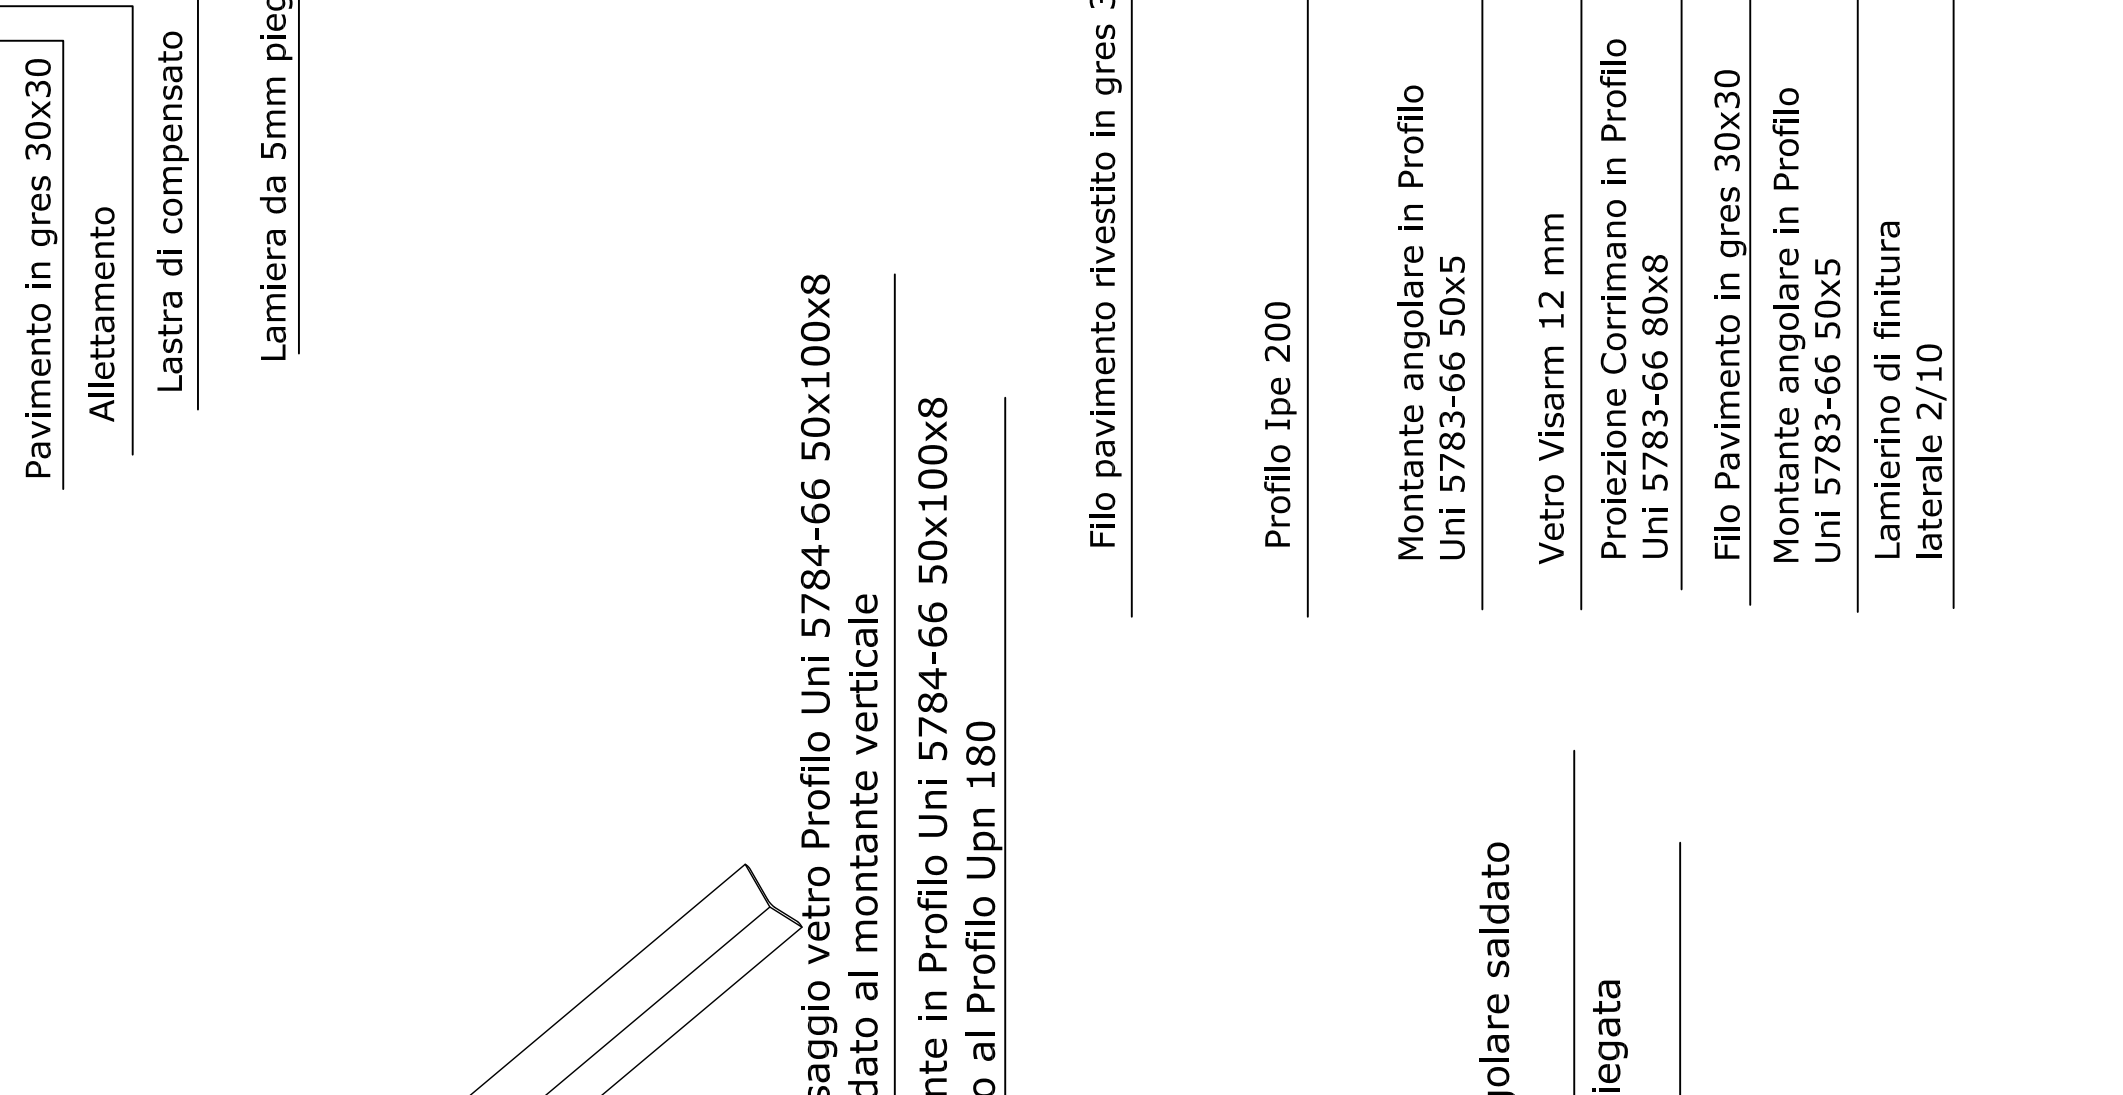 Pavimento in gres 30x30
Allettamento
Lastra di compensato
Lamiera da 5mm
saggio vetro Profilo Uni 5784-66 50x100x8
dato al montante verticale
nte in Profilo Uni 5784-66 50x100x8
o al Profilo Upn 180
Filo pavimento rivestito in gres
Profilo Ipe 200
Montante angolare in Profilo
Uni 5783-66 50x5
Vetro Visarm 12 mm
Proiezione Corrimano in Profilo
Uni 5783-66 80x8
Filo Pavimento in gres 30x30
Montante angolare in Profilo
Uni 5783-66 50x5
Lamierino di finitura
laterale 2/10
golare saldato
iegata